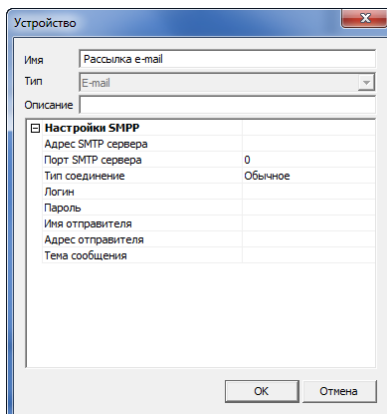 Устройство
Имя Рассылка e-mail
Тип E-mail
Описание
Настройки SMPP
Адрес SMTP сервера
Порт SMTP сервера 0
Тип соединение Обычное
Логин
Пароль
Имя отправителя
Адрес отправителя
Тема сообщения
OK Отмена